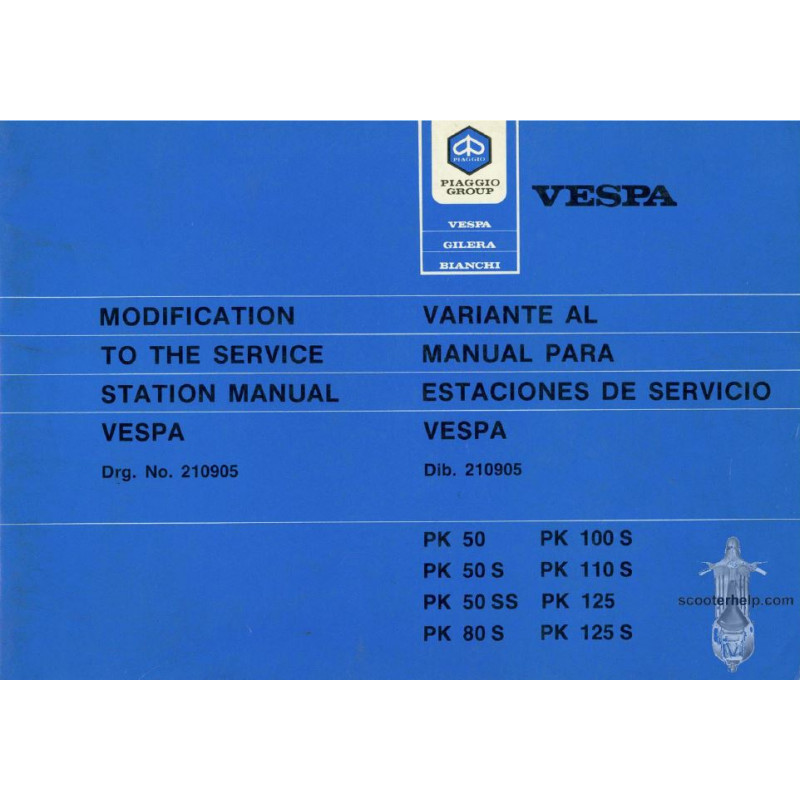 PIAGGIO
PIAGGIO
GROUP
VESPA
GILERA
BIANCHI
VESPA
MODIFICATION
TO THE SERVICE
STATION MANUAL
VESPA
Drg. No. 210905
VARIANTE AL
MANUAL PARA
ESTACIONES DE SERVICIO
VESPA
Dib. 210905
PK 50 PK 100 S
PK 50 S PK 110 S
PK 50 SS PK 125
PK 80 S PK 125 S
scooterhelp.com